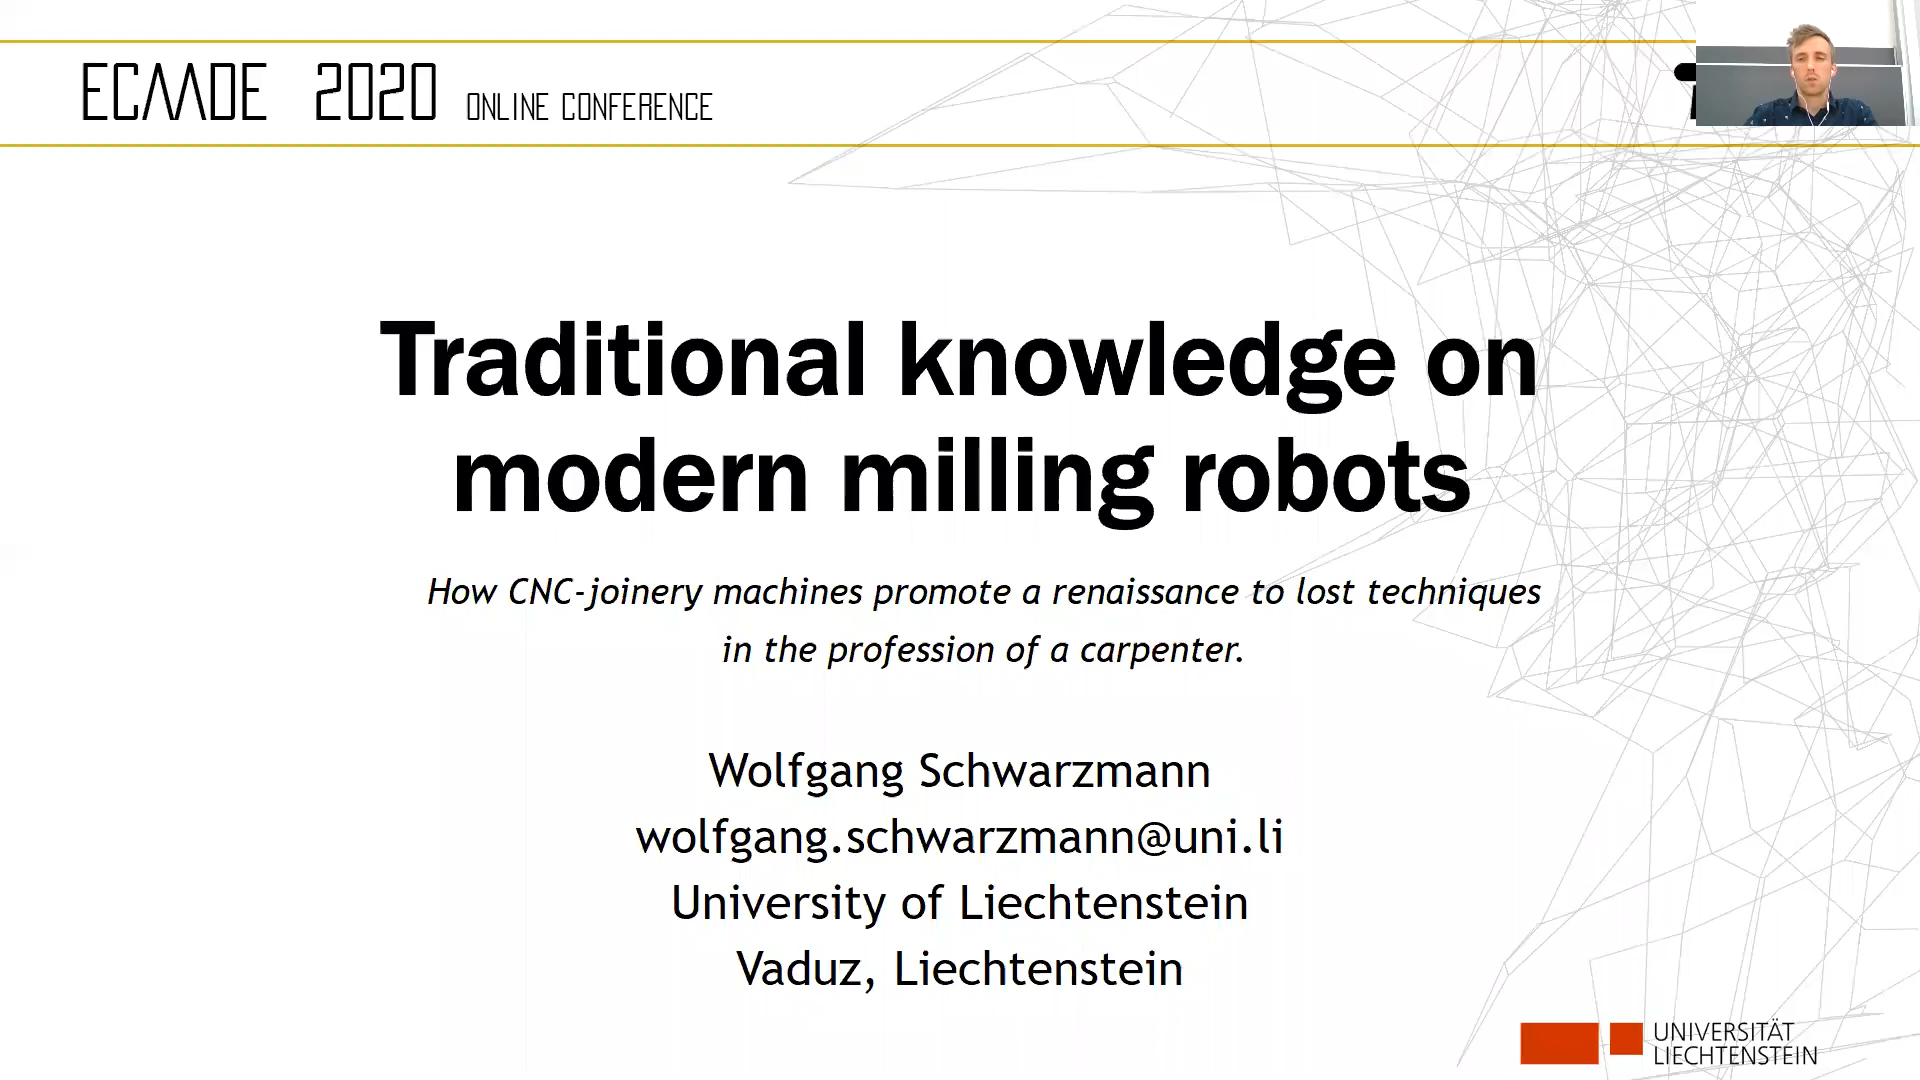 ECAADE 2020 ONLINE CONFERENCE
Traditional knowledge on
modern milling robots
How CNC-joinery machines promote a renaissance to lost techniques
in the profession of a carpenter.
Wolfgang Schwarzmann
wolfgang.schwarzmann@uni.li
University of Liechtenstein
Vaduz, Liechtenstein
UNIVERSITÄT
LIECHTENSTEIN